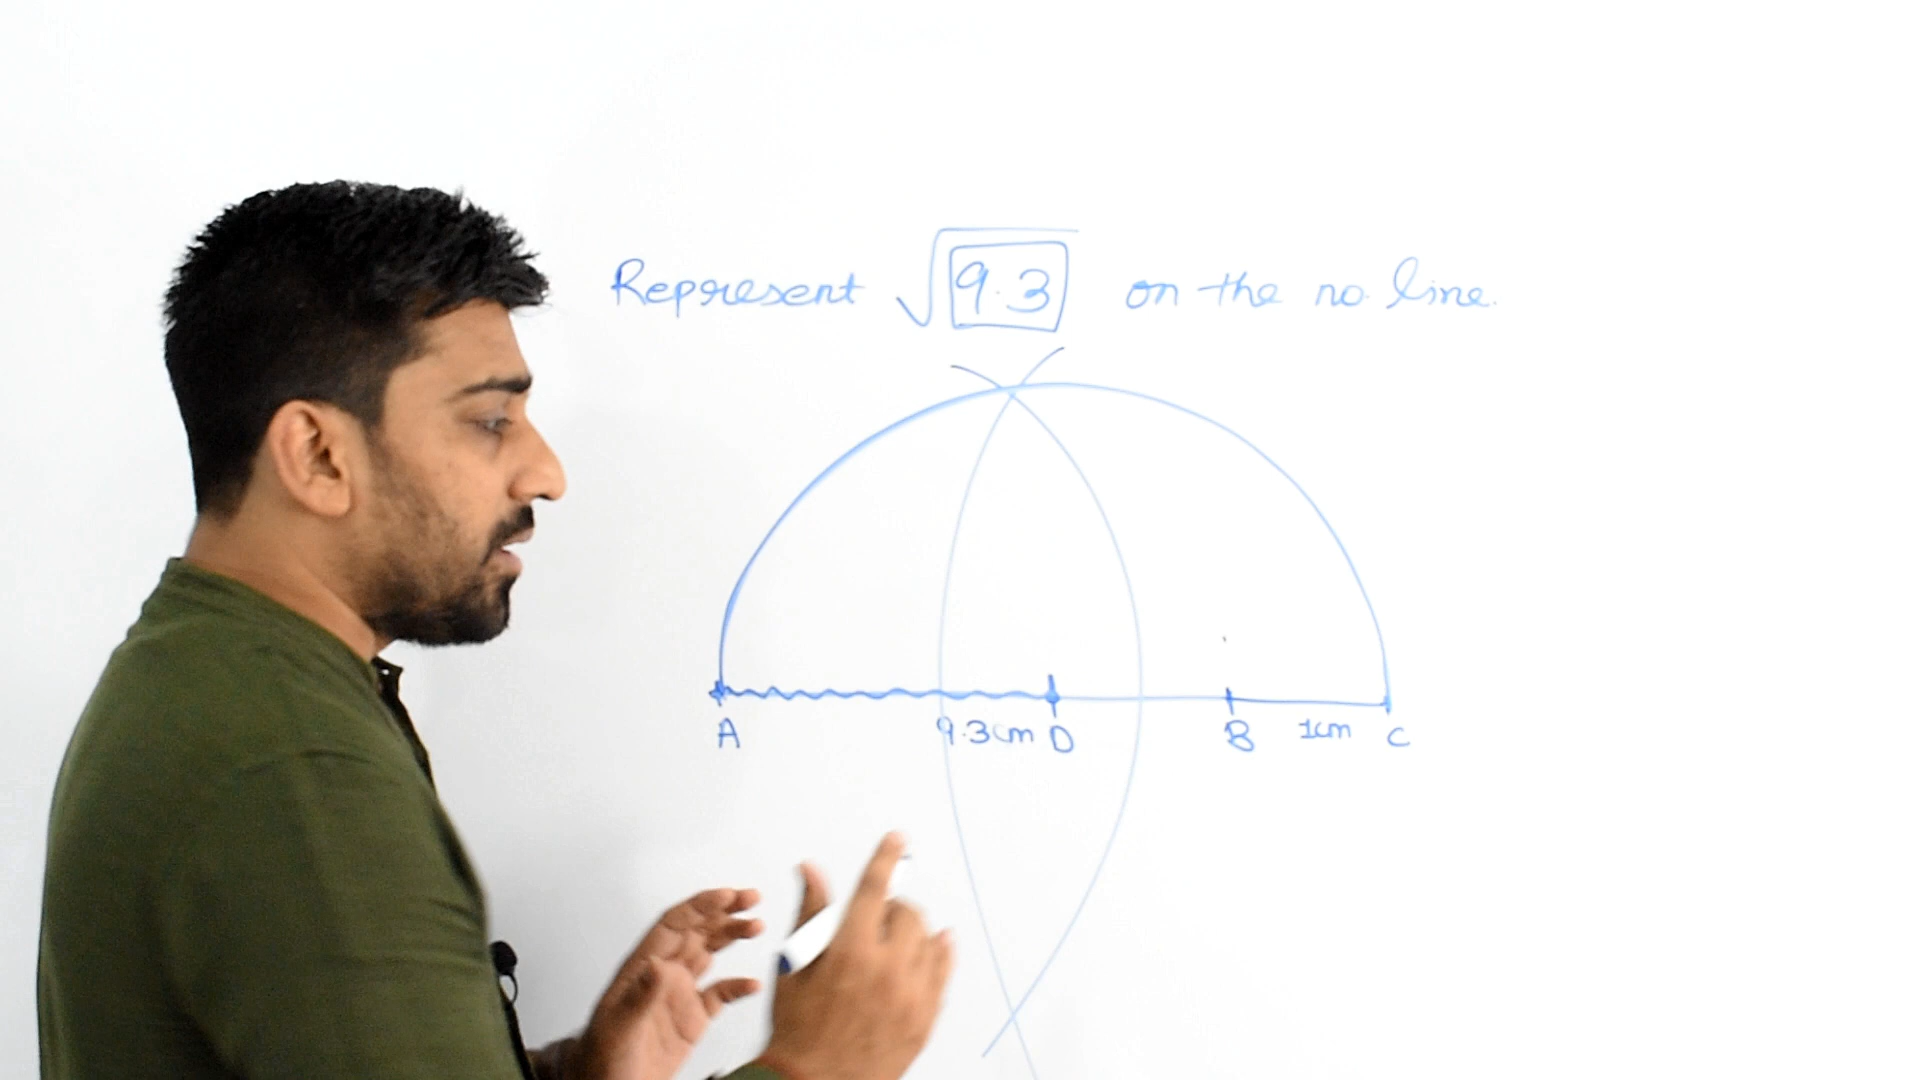 Represent √9.3 on the no. line.
A 9.3cm D B 1cm C